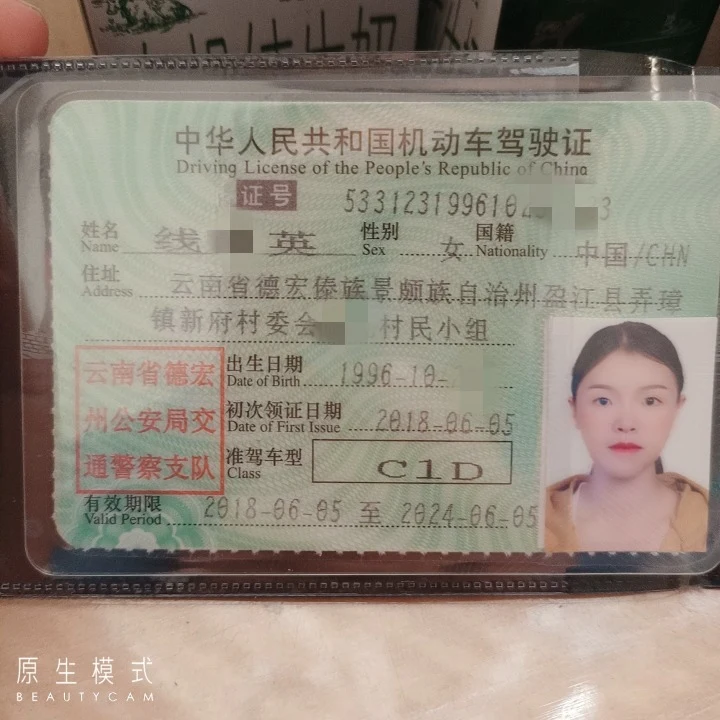 中华人民共和国机动车驾驶证
Driving License of the People's Republic of China
证号 533123199610 3
姓名 Name 线 英 性别 Sex 女 国籍 Nationality 中国/CHN
住址 Address 云南省德宏傣族景颇族自治州盈江县弄璋
镇新府村委会 村民小组
云南省德宏
州公安局交
通警察支队
出生日期 Date of Birth 1996-10-
初次领证日期 Date of First Issue 2018-06-05
准驾车型 Class C1D
有效期限 Valid Period 2018-06-05 至 2024-06-05
原生模式
BEAUTYCAM